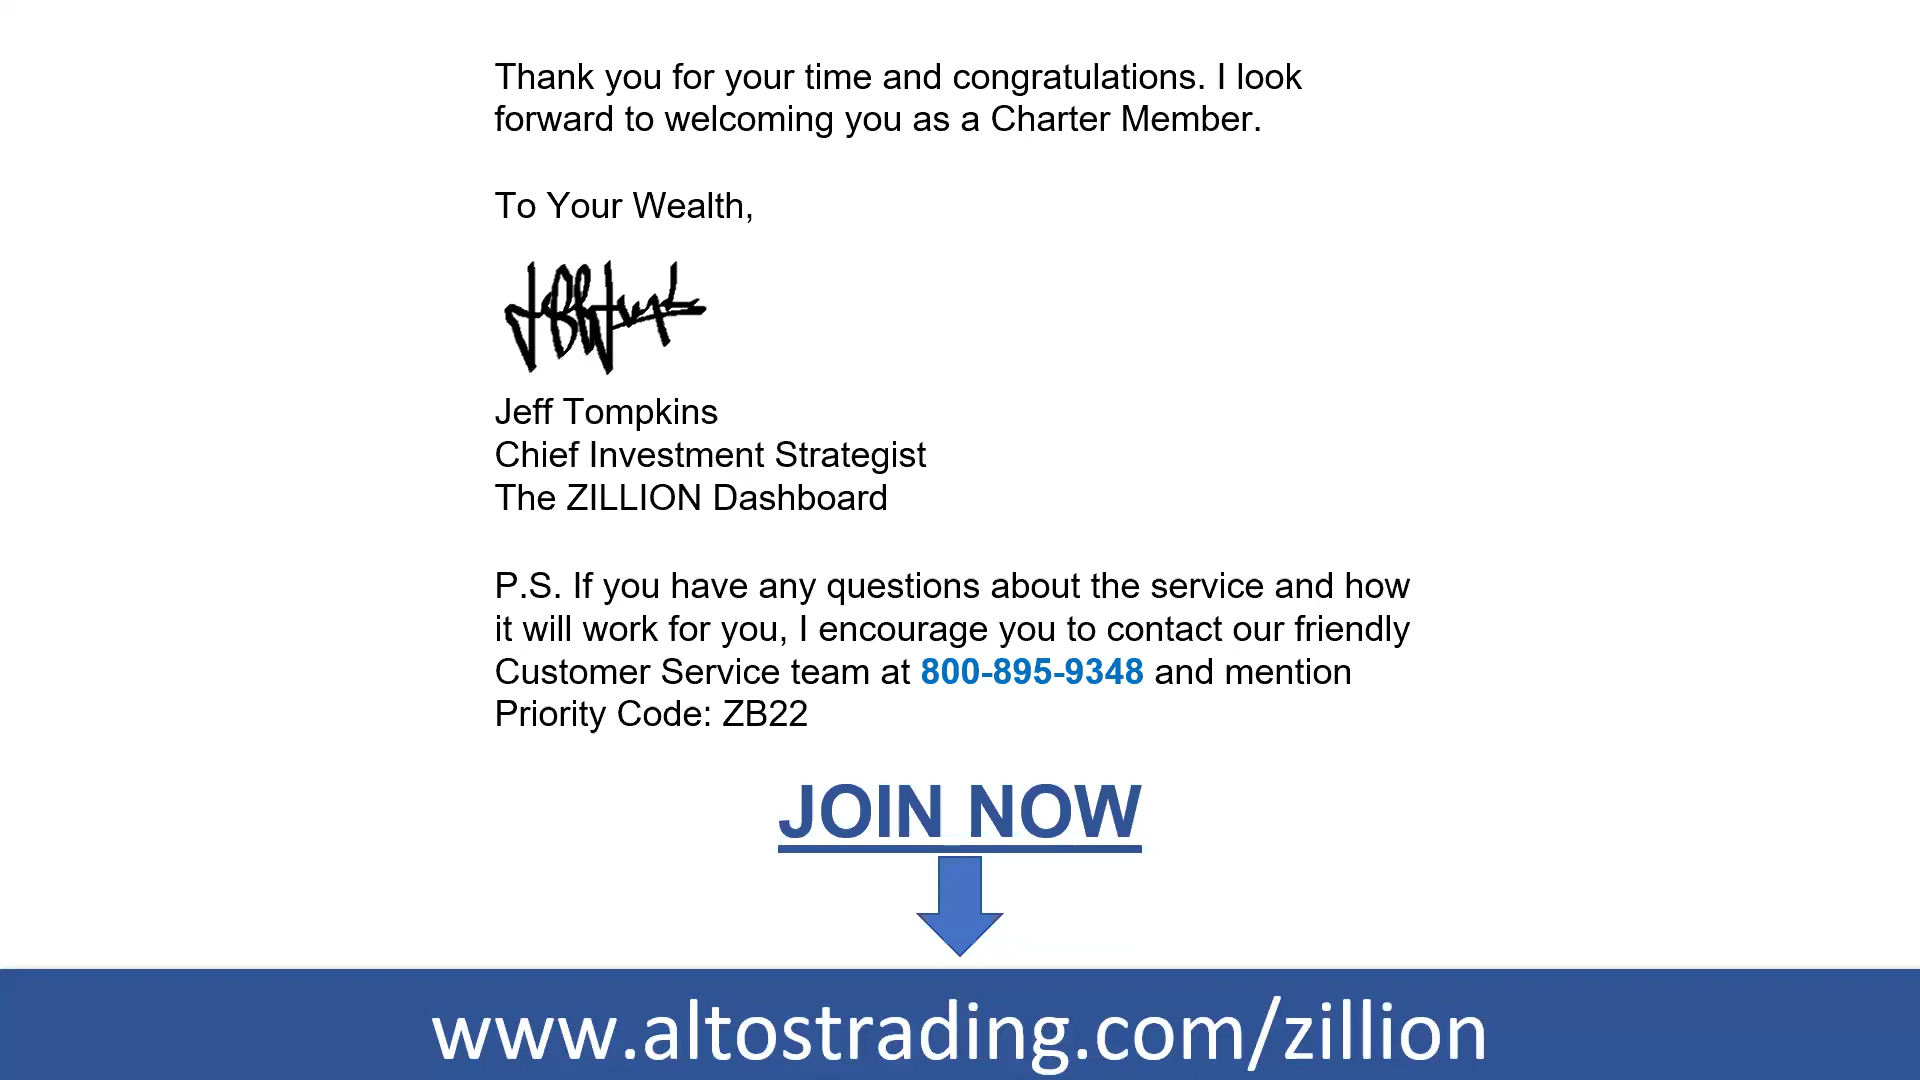 Thank you for your time and congratulations. I look
forward to welcoming you as a Charter Member.
To Your Wealth,
Jeff Tompkins
Chief Investment Strategist
The ZILLION Dashboard
P.S. If you have any questions about the service and how
it will work for you, I encourage you to contact our friendly
Customer Service team at 800-895-9348 and mention
Priority Code: ZB22
JOIN NOW
www.altostrading.com/zillion